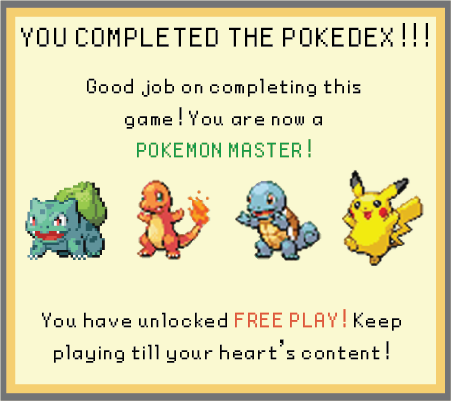 YOU COMPLETED THE POKEDEX!!!
Good job on completing this
game! You are now a
POKEMON MASTER!
You have unlocked FREE PLAY! Keep
playing till your heart's content!